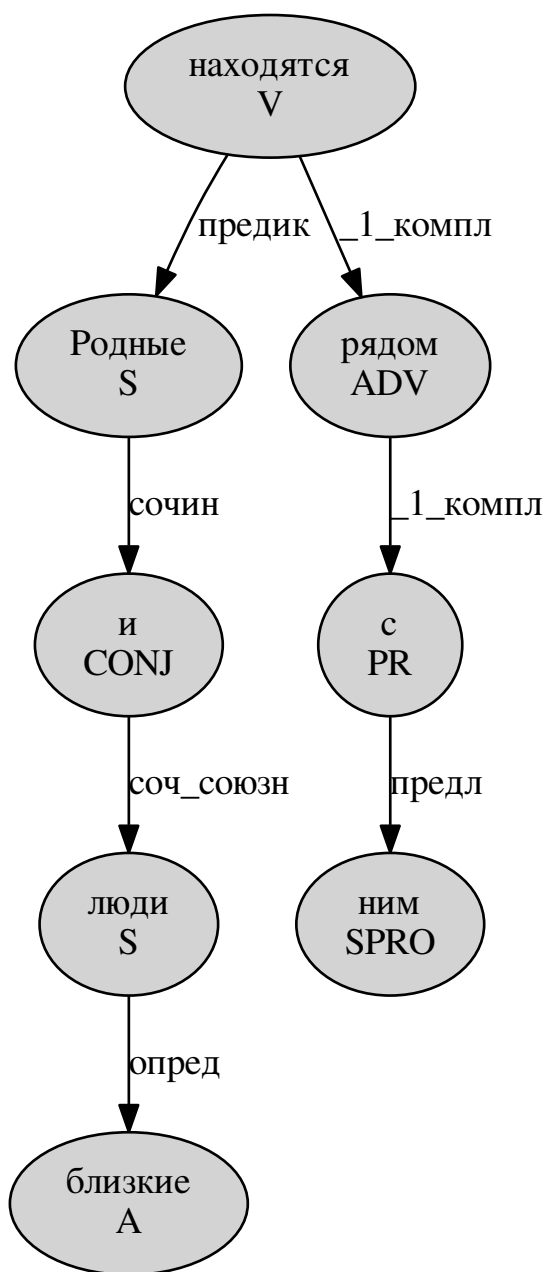 находятся
V
предик
_1_компл
Родные
S
рядом
ADV
сочин
_1_компл
и
CONJ
с
PR
соч_союзн
предл
люди
S
ним
SPRO
опред
близкие
A